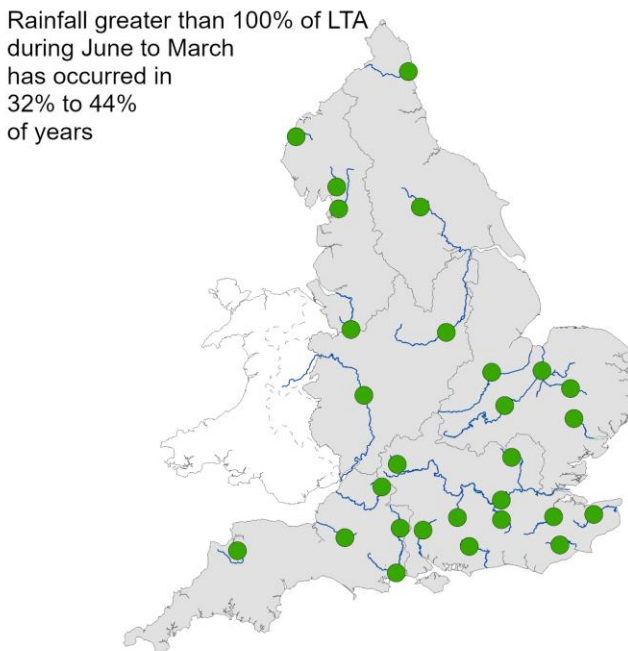 Rainfall greater than 100% of LTA
during June to March
has occurred in
32% to 44%
of years